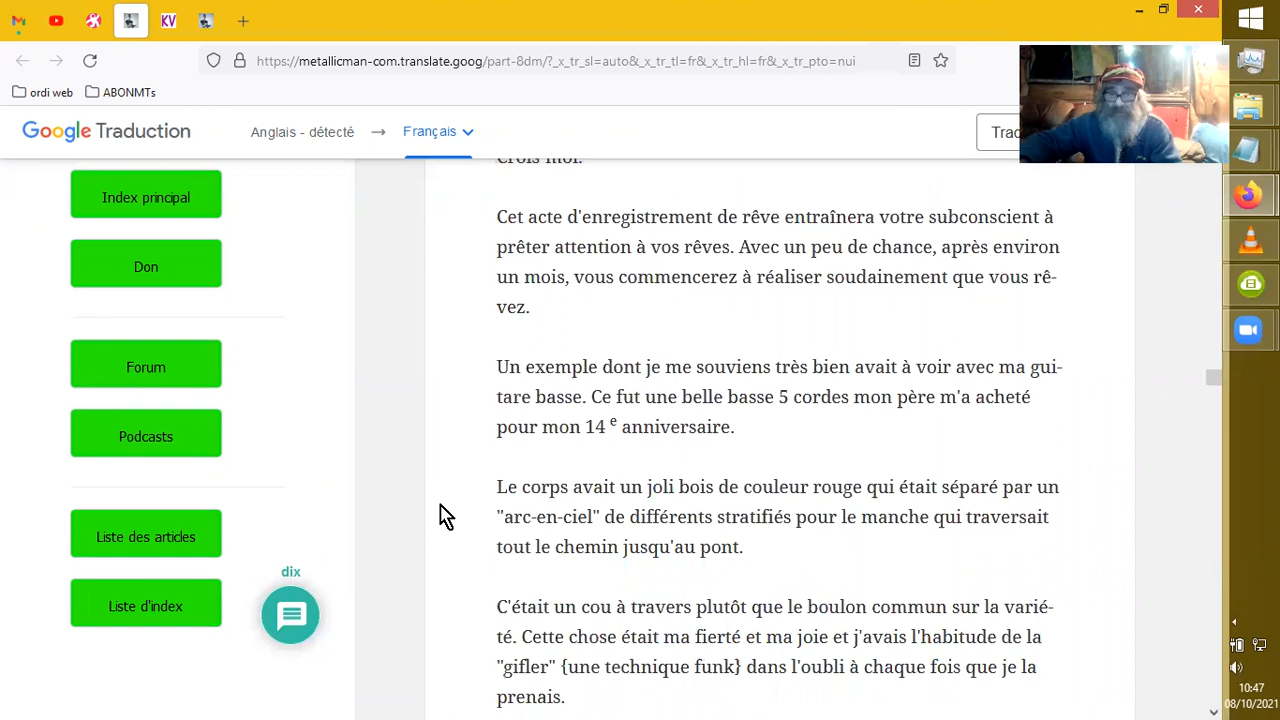 KV
https://metallicman-com.translate.goog/part-8dm/?_x_tr_sl=auto&_x_tr_tl=fr&_x_tr_hl=fr&_x_tr_pto=nui
ordi web
ABONMTs
Google Traduction
Anglais - détecté
Français
Trad
Crois moi.
Index principal
Don
Forum
Podcasts
Liste des articles
Liste d'index
dix
Cet acte d'enregistrement de rêve entraînera votre subconscient à
prêter attention à vos rêves. Avec un peu de chance, après environ
un mois, vous commencerez à réaliser soudainement que vous rê-
vez.
Un exemple dont je me souviens très bien avait à voir avec ma gui-
tare basse. Ce fut une belle basse 5 cordes mon père m'a acheté
pour mon 14 e anniversaire.
Le corps avait un joli bois de couleur rouge qui était séparé par un
"arc-en-ciel" de différents stratifiés pour le manche qui traversait
tout le chemin jusqu'au pont.
C'était un cou à travers plutôt que le boulon commun sur la varié-
té. Cette chose était ma fierté et ma joie et j'avais l'habitude de la
"gifler" {une technique funk} dans l'oubli à chaque fois que je la
prenais.
10:47
08/10/2021